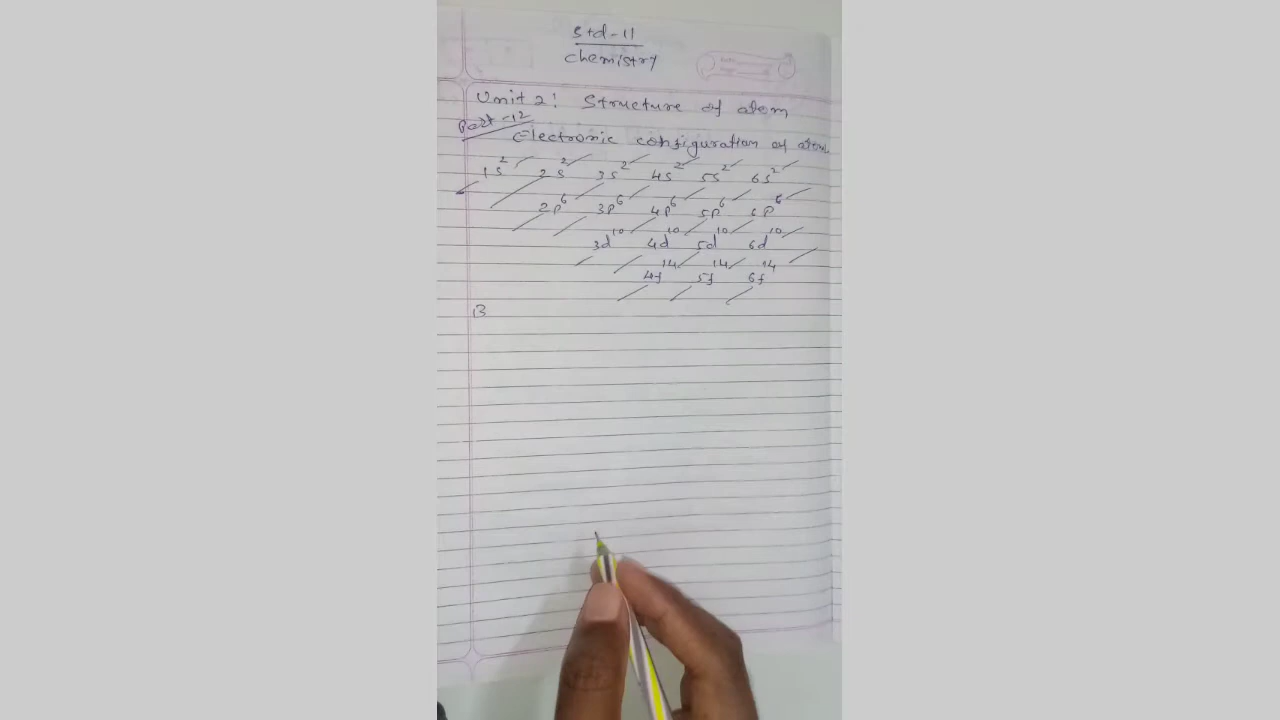 Std-11
chemistry
Unit 2: Structure of atom
Part-12
Electronic configuration of atom
1s² 2s² 3s² 4s² 5s² 6s²
2p⁶ 3p⁶ 4p⁶ 5p⁶ 6p⁶
3d¹⁰ 4d¹⁰ 5d¹⁰ 6d¹⁰
4f¹⁴ 5f¹⁴ 6f¹⁴
B